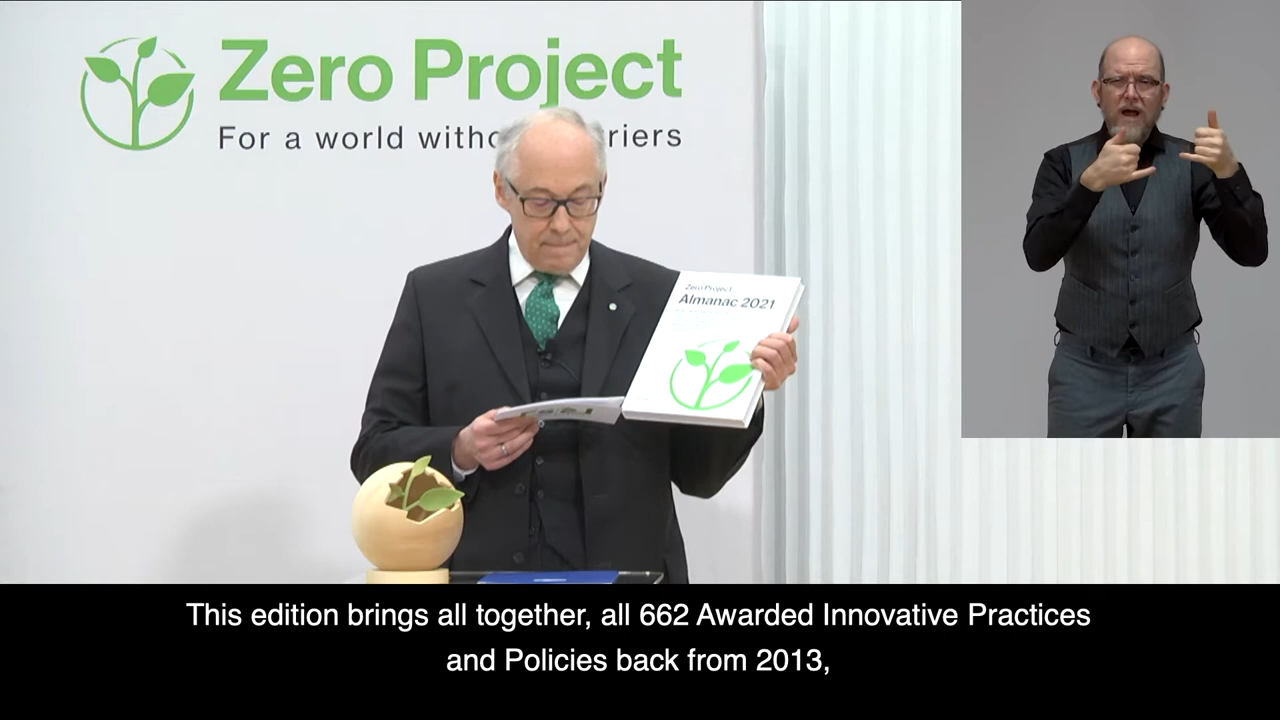 Zero Project
For a world witho riers
Zero Project
Almanac 2021
This edition brings all together, all 662 Awarded Innovative Practices
and Policies back from 2013,